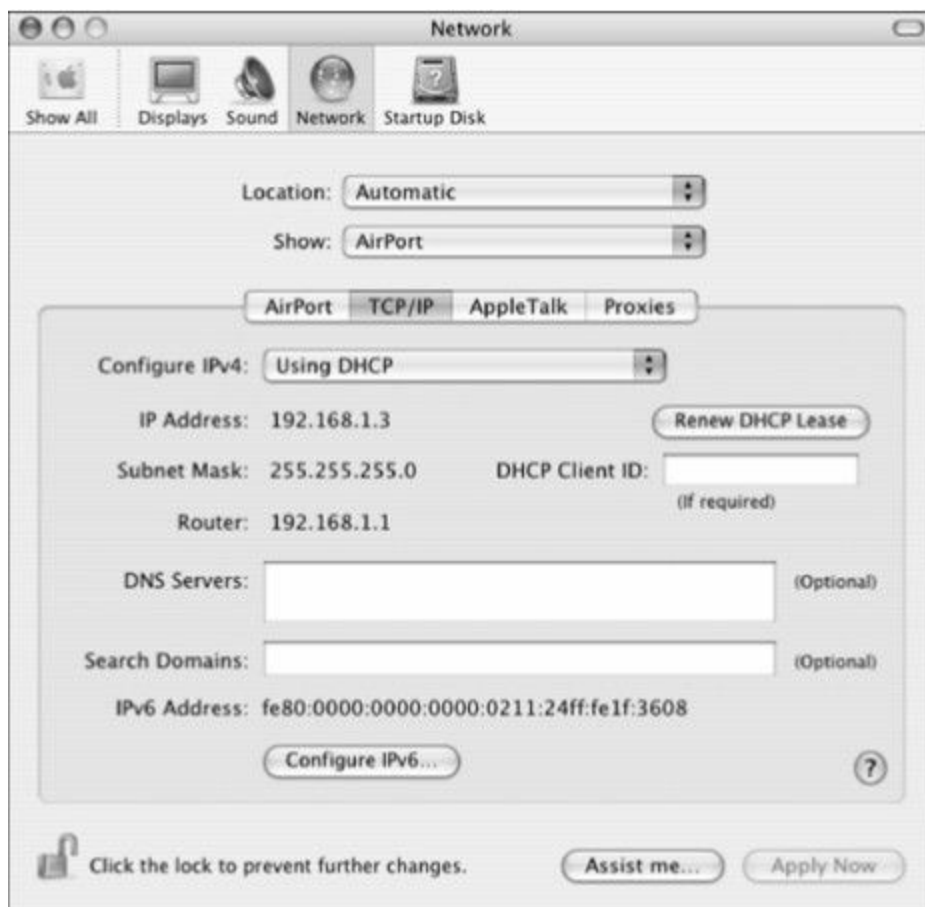 Network
Show All
Displays
Sound
Network
Startup Disk
Location: Automatic
Show: AirPort
AirPort TCP/IP AppleTalk Proxies
Configure IPv4: Using DHCP
IP Address: 192.168.1.3 Renew DHCP Lease
Subnet Mask: 255.255.255.0 DHCP Client ID:
(If required)
Router: 192.168.1.1
DNS Servers: (Optional)
Search Domains: (Optional)
IPv6 Address: fe80:0000:0000:0000:0211:24ff:fe1f:3608
Configure IPv6...
?
Click the lock to prevent further changes. Assist me... Apply Now